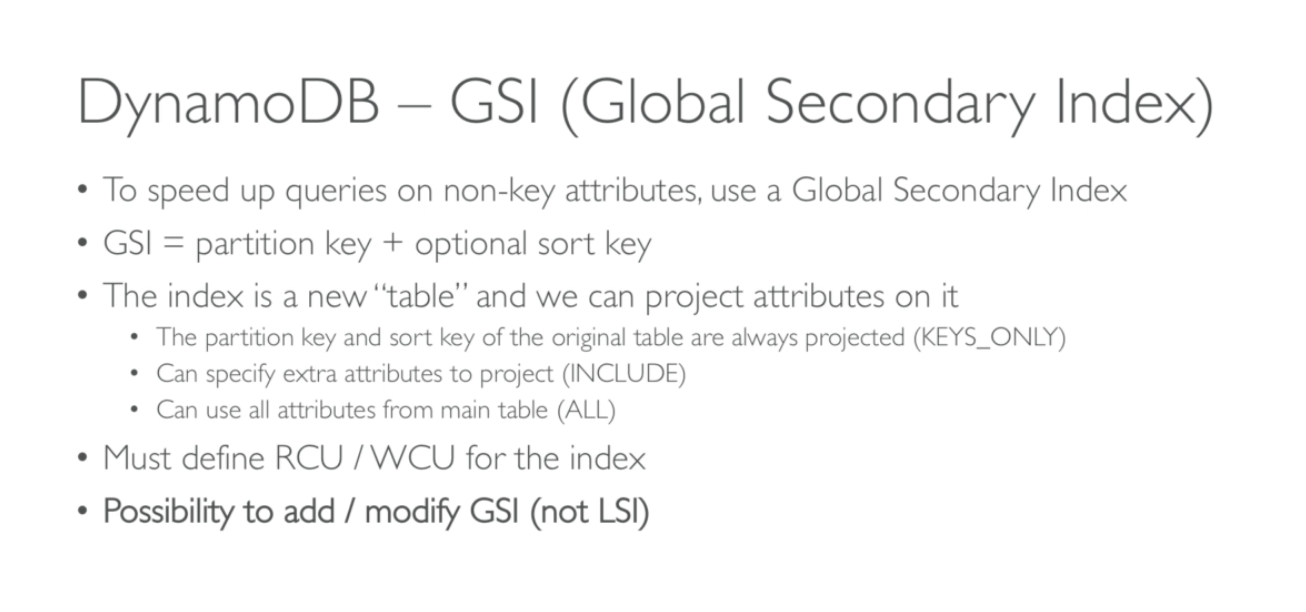 DynamoDB – GSI (Global Secondary Index)
• To speed up queries on non-key attributes, use a Global Secondary Index
• GSI = partition key + optional sort key
• The index is a new “table” and we can project attributes on it
• The partition key and sort key of the original table are always projected (KEYS_ONLY)
• Can specify extra attributes to project (INCLUDE)
• Can use all attributes from main table (ALL)
• Must define RCU / WCU for the index
• Possibility to add / modify GSI (not LSI)